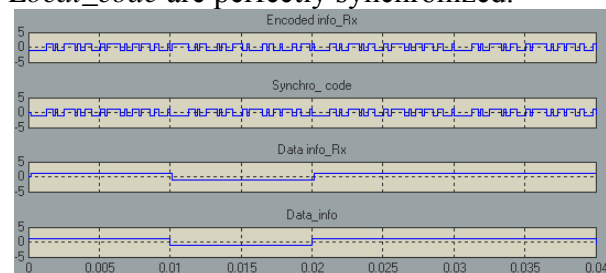 Local_code are perfectly synchronized.
Encoded info_Rx
5
0
-5
Synchro_ code
5
0
-5
Data info_Rx
5
0
-5
Data_info
5
0
-5
0 0.005 0.01 0.015 0.02 0.025 0.03 0.035 0.04